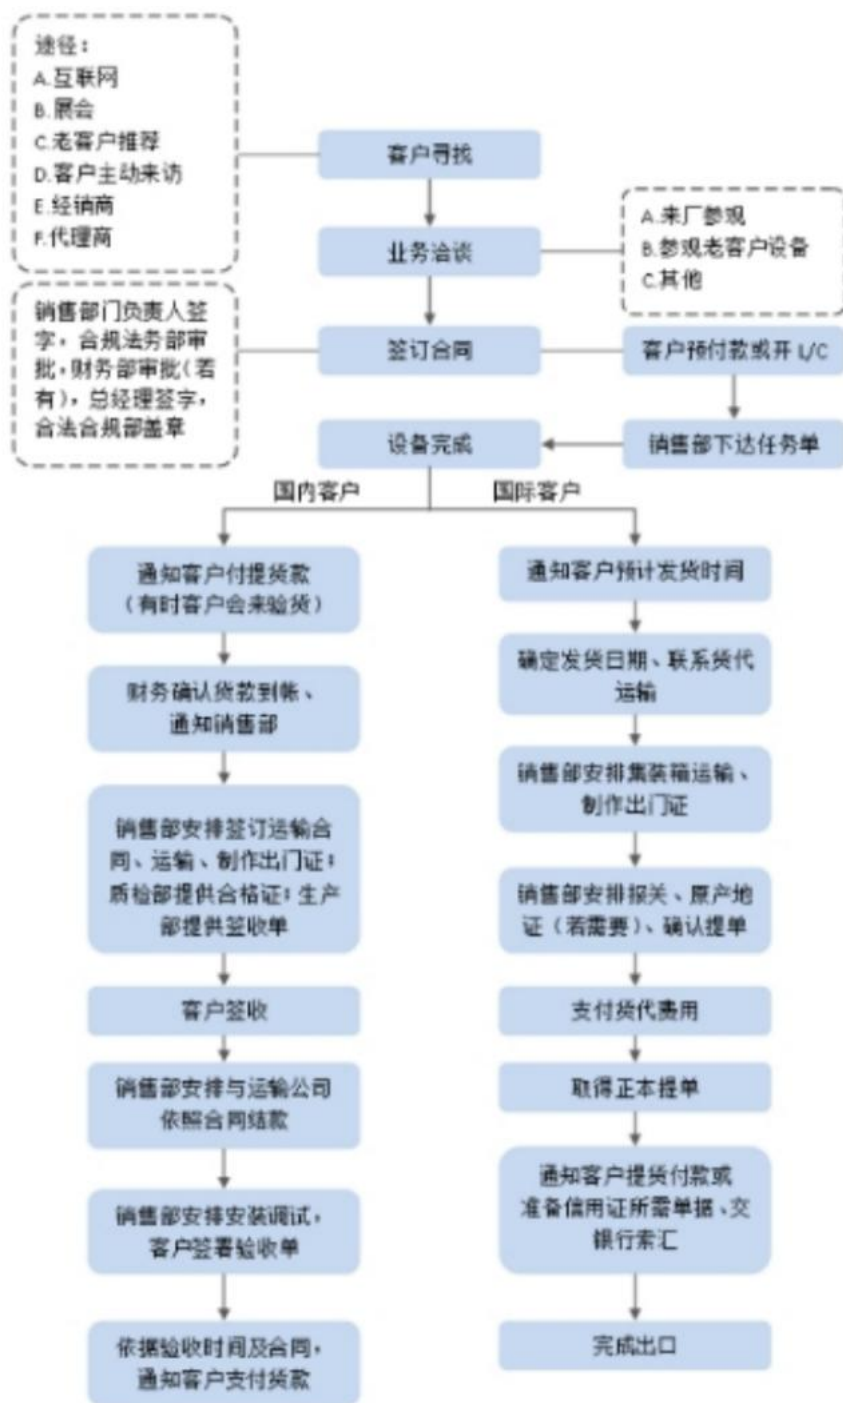 途径：
A.互联网
B.展会
C.老客户推荐
D.客户主动来访
E.经销商
F.代理商
客户寻找
业务洽谈
A.来厂参观
B.参观老客户设备
C.其他
销售部门负责人签
字，合规法务部审
批，财务部审批（若
有），总经理签字，
合法合规部盖章
签订合同
客户预付款或开 L/C
设备完成
销售部下达任务单
国内客户
国际客户
通知客户付提货款
（有时客户会来验货）
财务确认货款到帐、
通知销售部
销售部安排签订运输合
同、运输、制作出门证；
质检部提供合格证；生产
部提供签收单
客户签收
销售部安排与运输公司
依照合同结款
销售部安排安装调试，
客户签署验收单
依据验收时间及合同，
通知客户支付货款
通知客户预计发货时间
确定发货日期、联系货代
运输
销售部安排集装箱运输、
制作出门证
销售部安排报关、原产地
证（若需要）、确认提单
支付货代费用
取得正本提单
通知客户提货付款或
准备信用证所需单据、交
银行索汇
完成出口